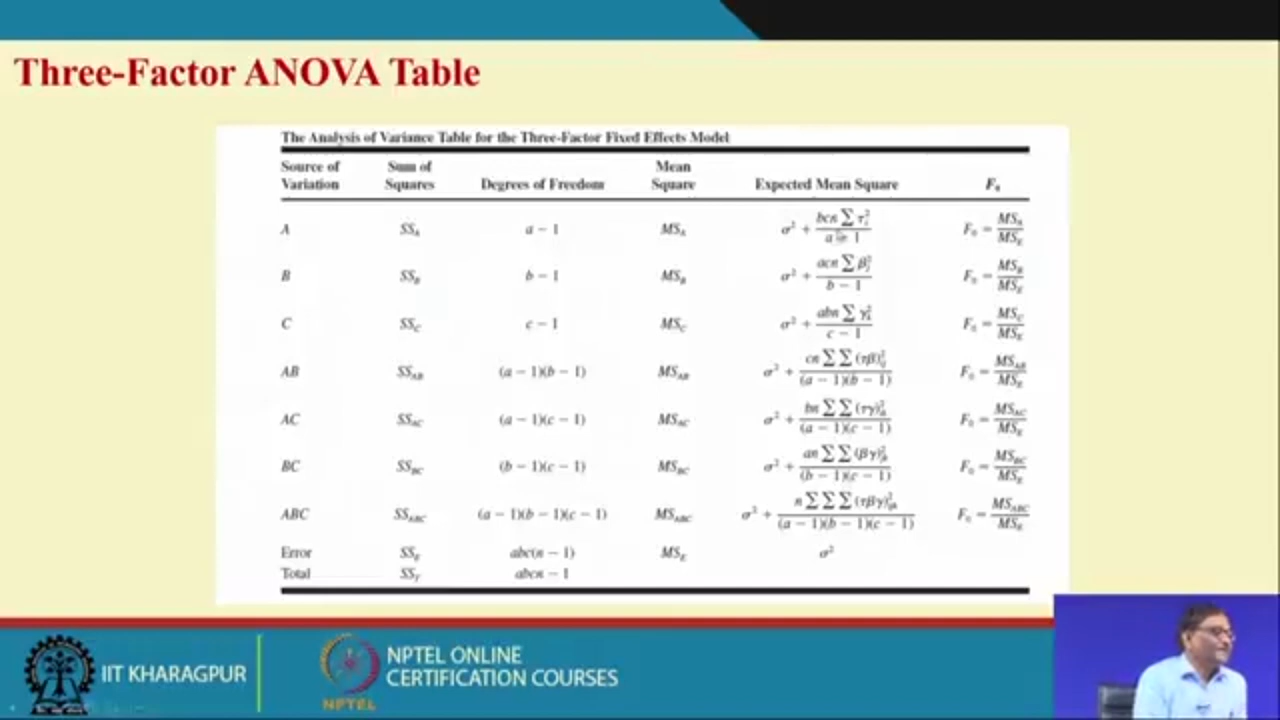 Three-Factor ANOVA Table
The Analysis of Variance Table for the Three-Factor Fixed Effects Model
Source of Variation Sum of Squares Degrees of Freedom Mean Square Expected Mean Square F₀
A SS_A a − 1 MS_A σ² + bcn ∑ τᵢ² / a − 1 F₀ = MS_A / MS_E
B SS_B b − 1 MS_B σ² + acn ∑ βⱼ² / b − 1 F₀ = MS_B / MS_E
C SS_C c − 1 MS_C σ² + abn ∑ γₖ² / c − 1 F₀ = MS_C / MS_E
AB SS_AB (a − 1)(b − 1) MS_AB σ² + cn ∑ ∑ (τβ)²ᵢⱼ / (a − 1)(b − 1) F₀ = MS_AB / MS_E
AC SS_AC (a − 1)(c − 1) MS_AC σ² + bn ∑ ∑ (τγ)²ᵢₖ / (a − 1)(c − 1) F₀ = MS_AC / MS_E
BC SS_BC (b − 1)(c − 1) MS_BC σ² + an ∑ ∑ (βγ)²ⱼₖ / (b − 1)(c − 1) F₀ = MS_BC / MS_E
ABC SS_ABC (a − 1)(b − 1)(c − 1) MS_ABC σ² + n ∑ ∑ ∑ (τβγ)²ᵢⱼₖ / (a − 1)(b − 1)(c − 1) F₀ = MS_ABC / MS_E
Error SS_E abc(n − 1) MS_E σ²
Total SS_T abcn − 1
IIT KHARAGPUR
NPTEL
NPTEL ONLINE
CERTIFICATION COURSES